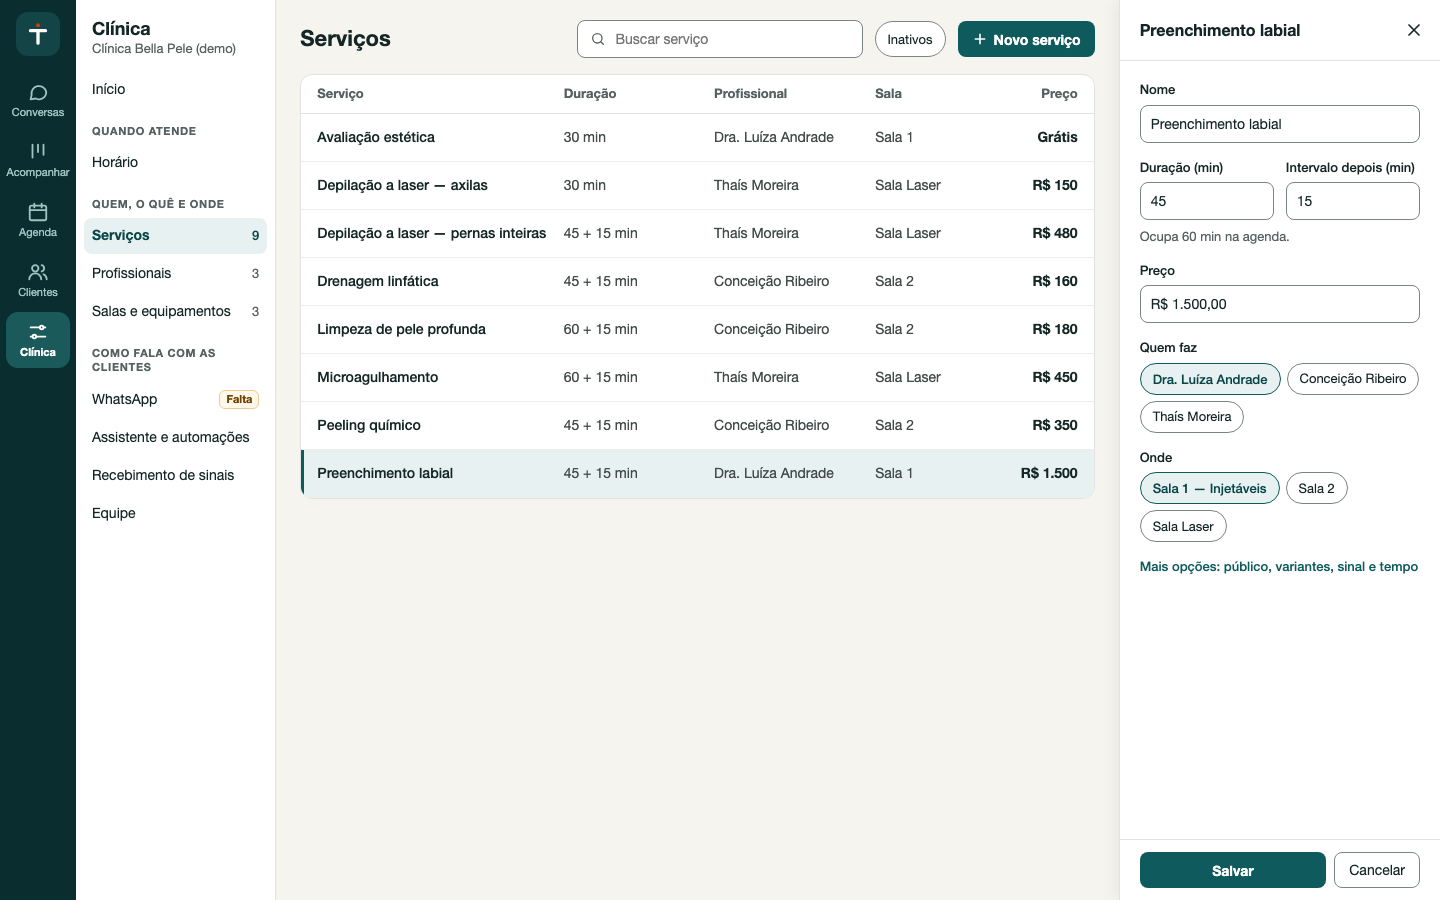 Conversas
Acompanhar
Agenda
Clientes
Clínica
Clínica
Clínica Bella Pele (demo)
Início
QUANDO ATENDE
Horário
QUEM, O QUÊ E ONDE
Serviços 9
Profissionais 3
Salas e equipamentos 3
COMO FALA COM AS
CLIENTES
WhatsApp Falta
Assistente e automações
Recebimento de sinais
Equipe
Serviços
Buscar serviço
Inativos
+ Novo serviço
Serviço Duração Profissional Sala Preço
Avaliação estética 30 min Dra. Luíza Andrade Sala 1 Grátis
Depilação a laser — axilas 30 min Thaís Moreira Sala Laser R$ 150
Depilação a laser — pernas inteiras 45 + 15 min Thaís Moreira Sala Laser R$ 480
Drenagem linfática 45 + 15 min Conceição Ribeiro Sala 2 R$ 160
Limpeza de pele profunda 60 + 15 min Conceição Ribeiro Sala 2 R$ 180
Microagulhamento 60 + 15 min Thaís Moreira Sala Laser R$ 450
Peeling químico 45 + 15 min Conceição Ribeiro Sala 2 R$ 350
Preenchimento labial 45 + 15 min Dra. Luíza Andrade Sala 1 R$ 1.500
Preenchimento labial
Nome
Preenchimento labial
Duração (min) Intervalo depois (min)
45 15
Ocupa 60 min na agenda.
Preço
R$ 1.500,00
Quem faz
Dra. Luíza Andrade Conceição Ribeiro
Thaís Moreira
Onde
Sala 1 — Injetáveis Sala 2
Sala Laser
Mais opções: público, variantes, sinal e tempo
Salvar Cancelar